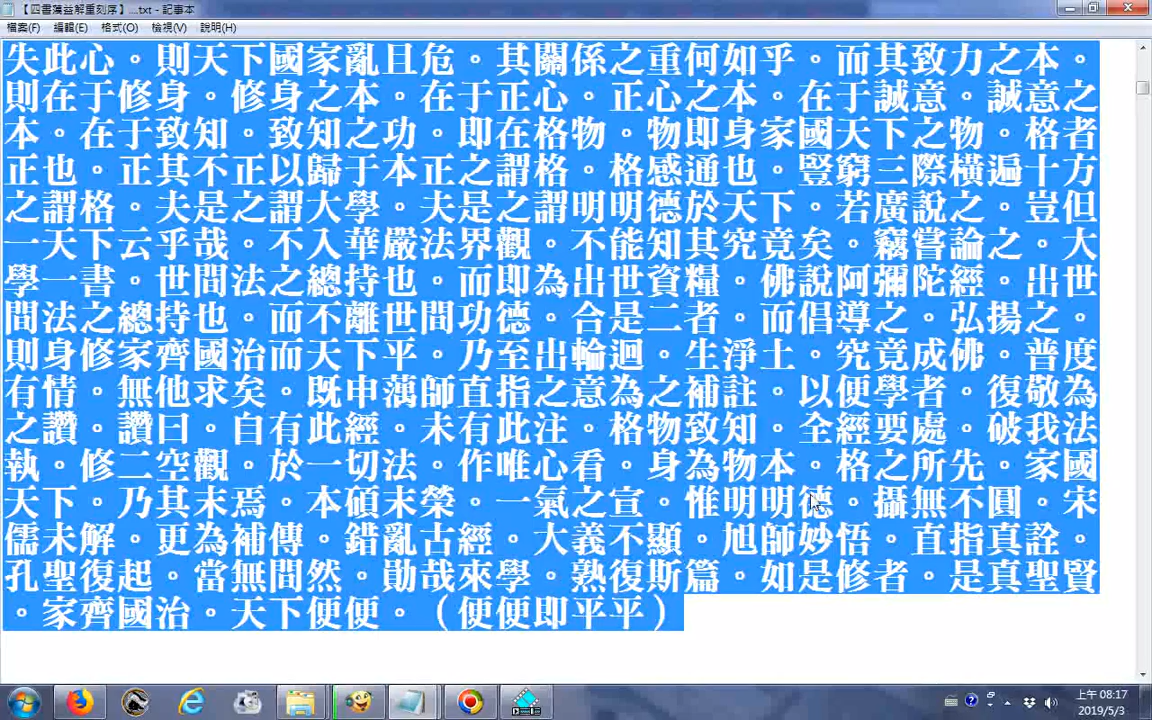 【四書蕅益解重刻序】....txt - 記事本
檔案(F) 編輯(E) 格式(O) 檢視(V) 說明(H)
失此心。則天下國家亂且危。其關係之重何如乎。而其致力之本。
則在于修身。修身之本。在于正心。正心之本。在于誠意。誠意之
本。在于致知。致知之功。即在格物。物即身家國天下之物。格者
正也。正其不正以歸于本正之謂格。格感通也。豎窮三際橫遍十方
之謂格。夫是之謂大學。夫是之謂明明德於天下。若廣說之。豈但
一天下云乎哉。不入華嚴法界觀。不能知其究竟矣。竊嘗論之。大
學一書。世間法之總持也。而即為出世資糧。佛說阿彌陀經。出世
間法之總持也。而不離世間功德。合是二者。而倡導之。弘揚之。
則身修家齊國治而天下平。乃至出輪迴。生淨土。究竟成佛。普度
有情。無他求矣。既申蕅師直指之意為之補註。以便學者。復敬為
之讚。讚曰。自有此經。未有此注。格物致知。全經要處。破我法
執。修二空觀。於一切法。作唯心看。身為物本。格之所先。家國
天下。乃其末焉。本碩末榮。一氣之宣。惟明明德。攝無不圓。宋
儒未解。更為補傳。錯亂古經。大義不顯。旭師妙悟。直指真詮。
孔聖復起。當無間然。勛哉來學。熟復斯篇。如是修者。是真聖賢
。家齊國治。天下便便。（便便即平平）
上午 08:17
2019/5/3